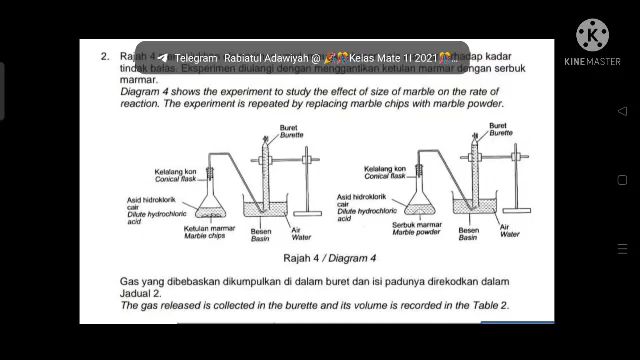 Telegram Rabiatul Adawiyah @ 🎉🎊Kelas Mate 1I 2021🎊...
KINEMASTER
2. Rajah 4
kadar
tindak balas. Eksperimen diulangi dengan menggantikan ketulan marmar dengan serbuk
marmar.
Diagram 4 shows the experiment to study the effect of size of marble on the rate of
reaction. The experiment is repeated by replacing marble chips with marble powder.
Buret
Burette
Kelalang kon
Conical flask
Asid hidroklorik
cair
Dilute hydrochloric
acid
Ketulan marmar
Marble chips
Besen
Basin
Air
Water
Buret
Burette
Kelalang kon
Conical flask
Asid hidroklorik
cair
Dilute hydrochloric
acid
Serbuk marmar
Marble powder
Besen
Basin
Air
Water
Rajah 4 / Diagram 4
Gas yang dibebaskan dikumpulkan di dalam buret dan isi padunya direkodkan dalam
Jadual 2.
The gas released is collected in the burette and its volume is recorded in the Table 2.